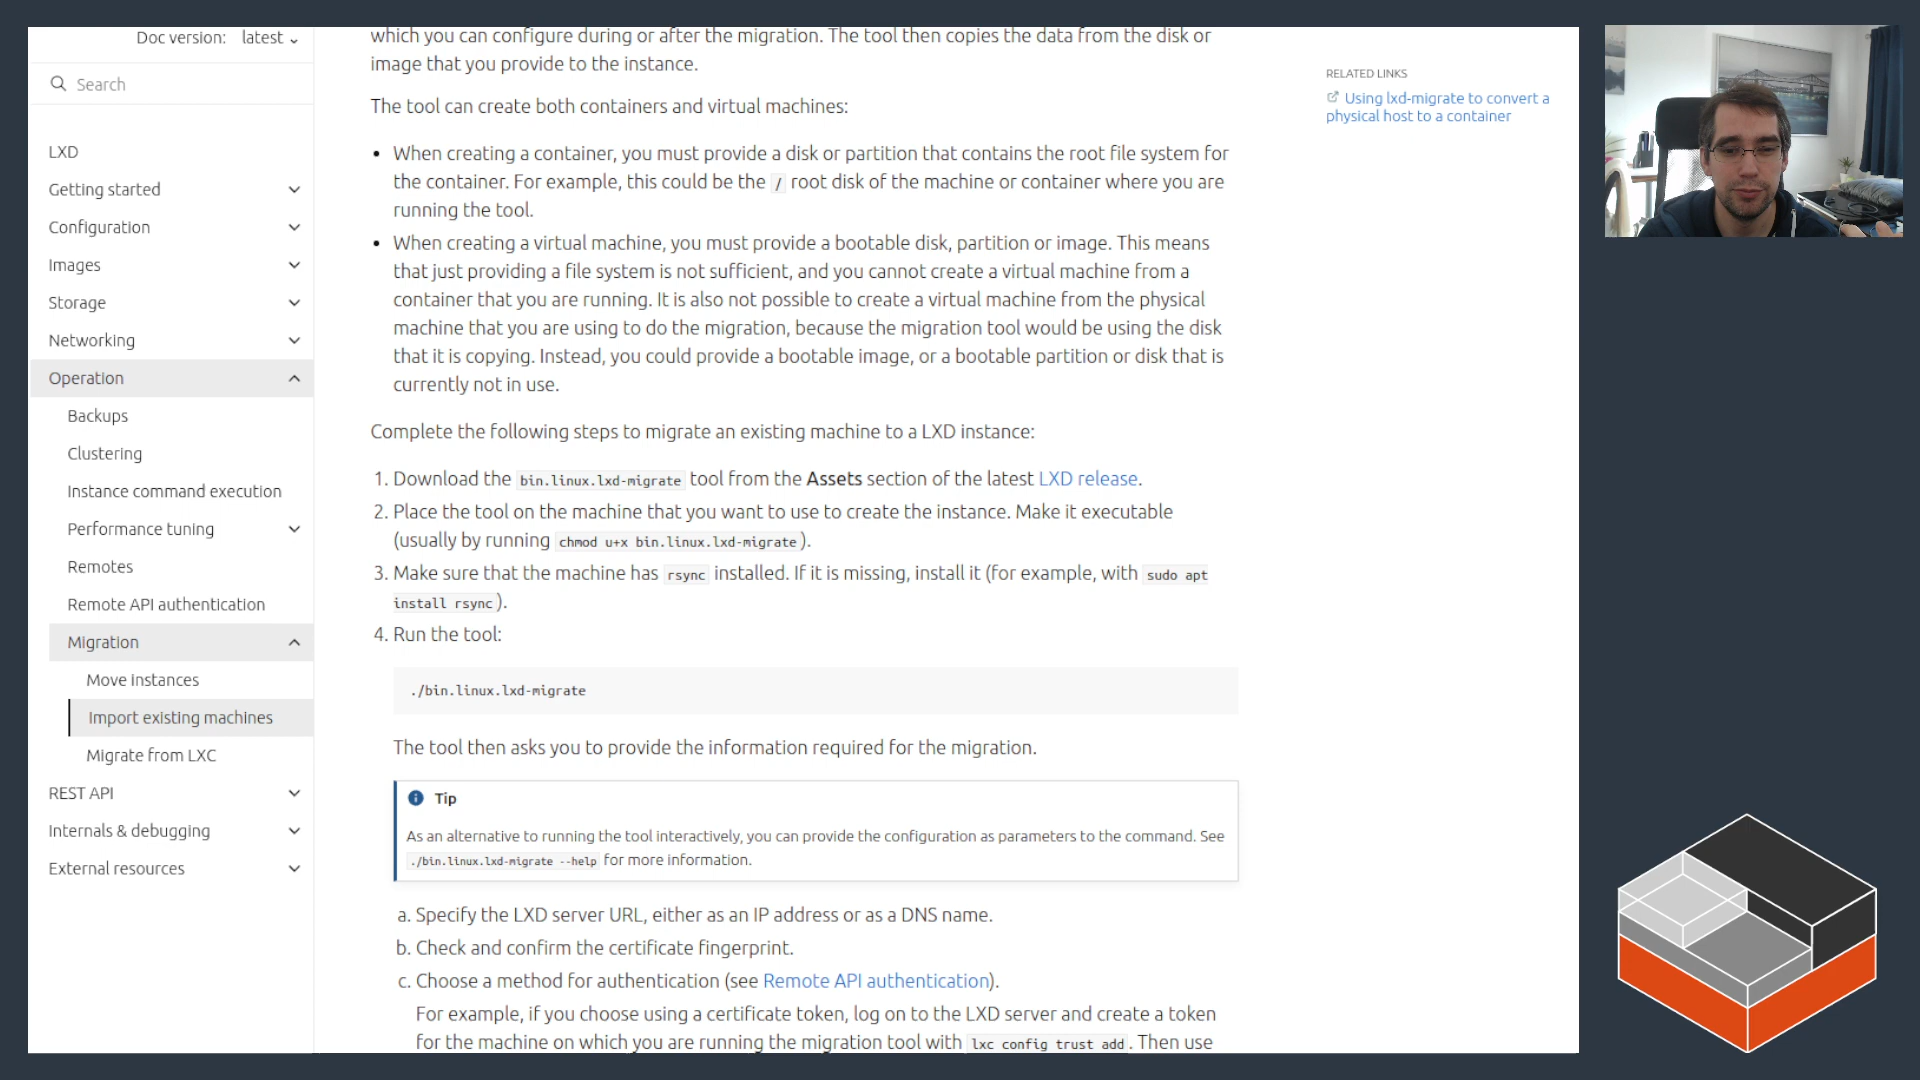 Doc version: latest
Search
LXD
Getting started
Configuration
Images
Storage
Networking
Operation
Backups
Clustering
Instance command execution
Performance tuning
Remotes
Remote API authentication
Migration
Move instances
Import existing machines
Migrate from LXC
REST API
Internals & debugging
External resources
which you can configure during or after the migration. The tool then copies the data from the disk or
image that you provide to the instance.
The tool can create both containers and virtual machines:
• When creating a container, you must provide a disk or partition that contains the root file system for
the container. For example, this could be the / root disk of the machine or container where you are
running the tool.
• When creating a virtual machine, you must provide a bootable disk, partition or image. This means
that just providing a file system is not sufficient, and you cannot create a virtual machine from a
container that you are running. It is also not possible to create a virtual machine from the physical
machine that you are using to do the migration, because the migration tool would be using the disk
that it is copying. Instead, you could provide a bootable image, or a bootable partition or disk that is
currently not in use.
Complete the following steps to migrate an existing machine to a LXD instance:
1. Download the bin.linux.lxd-migrate tool from the Assets section of the latest LXD release.
2. Place the tool on the machine that you want to use to create the instance. Make it executable
(usually by running chmod u+x bin.linux.lxd-migrate).
3. Make sure that the machine has rsync installed. If it is missing, install it (for example, with sudo apt
install rsync).
4. Run the tool:
./bin.linux.lxd-migrate
The tool then asks you to provide the information required for the migration.
Tip
As an alternative to running the tool interactively, you can provide the configuration as parameters to the command. See
./bin.linux.lxd-migrate --help for more information.
a. Specify the LXD server URL, either as an IP address or as a DNS name.
b. Check and confirm the certificate fingerprint.
c. Choose a method for authentication (see Remote API authentication).
For example, if you choose using a certificate token, log on to the LXD server and create a token
for the machine on which you are running the migration tool with lxc config trust add. Then use
RELATED LINKS
Using lxd-migrate to convert a
physical host to a container